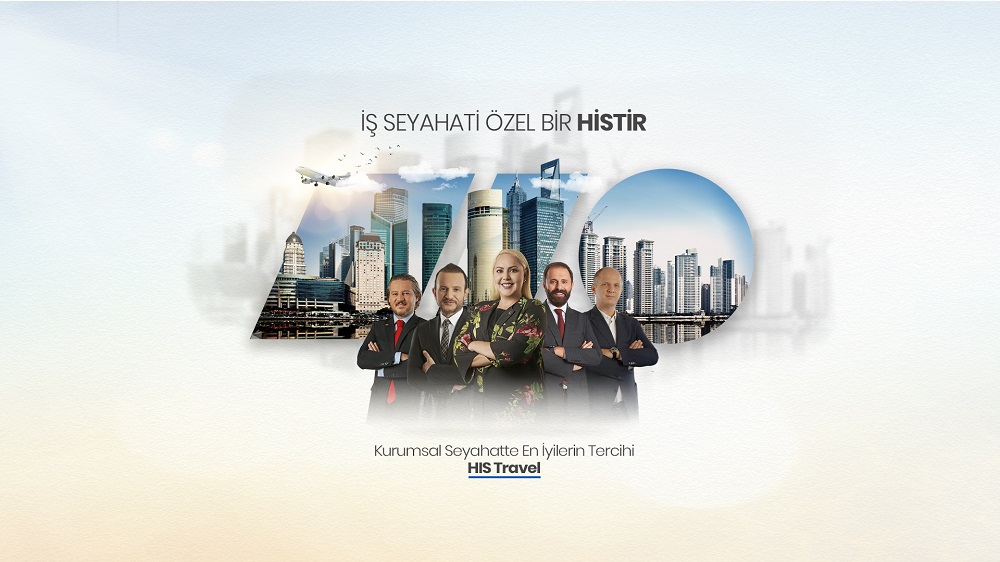 İŞ SEYAHATİ ÖZEL BİR HİSTİR
Kurumsal Seyahatte En İyilerin Tercihi
HIS Travel